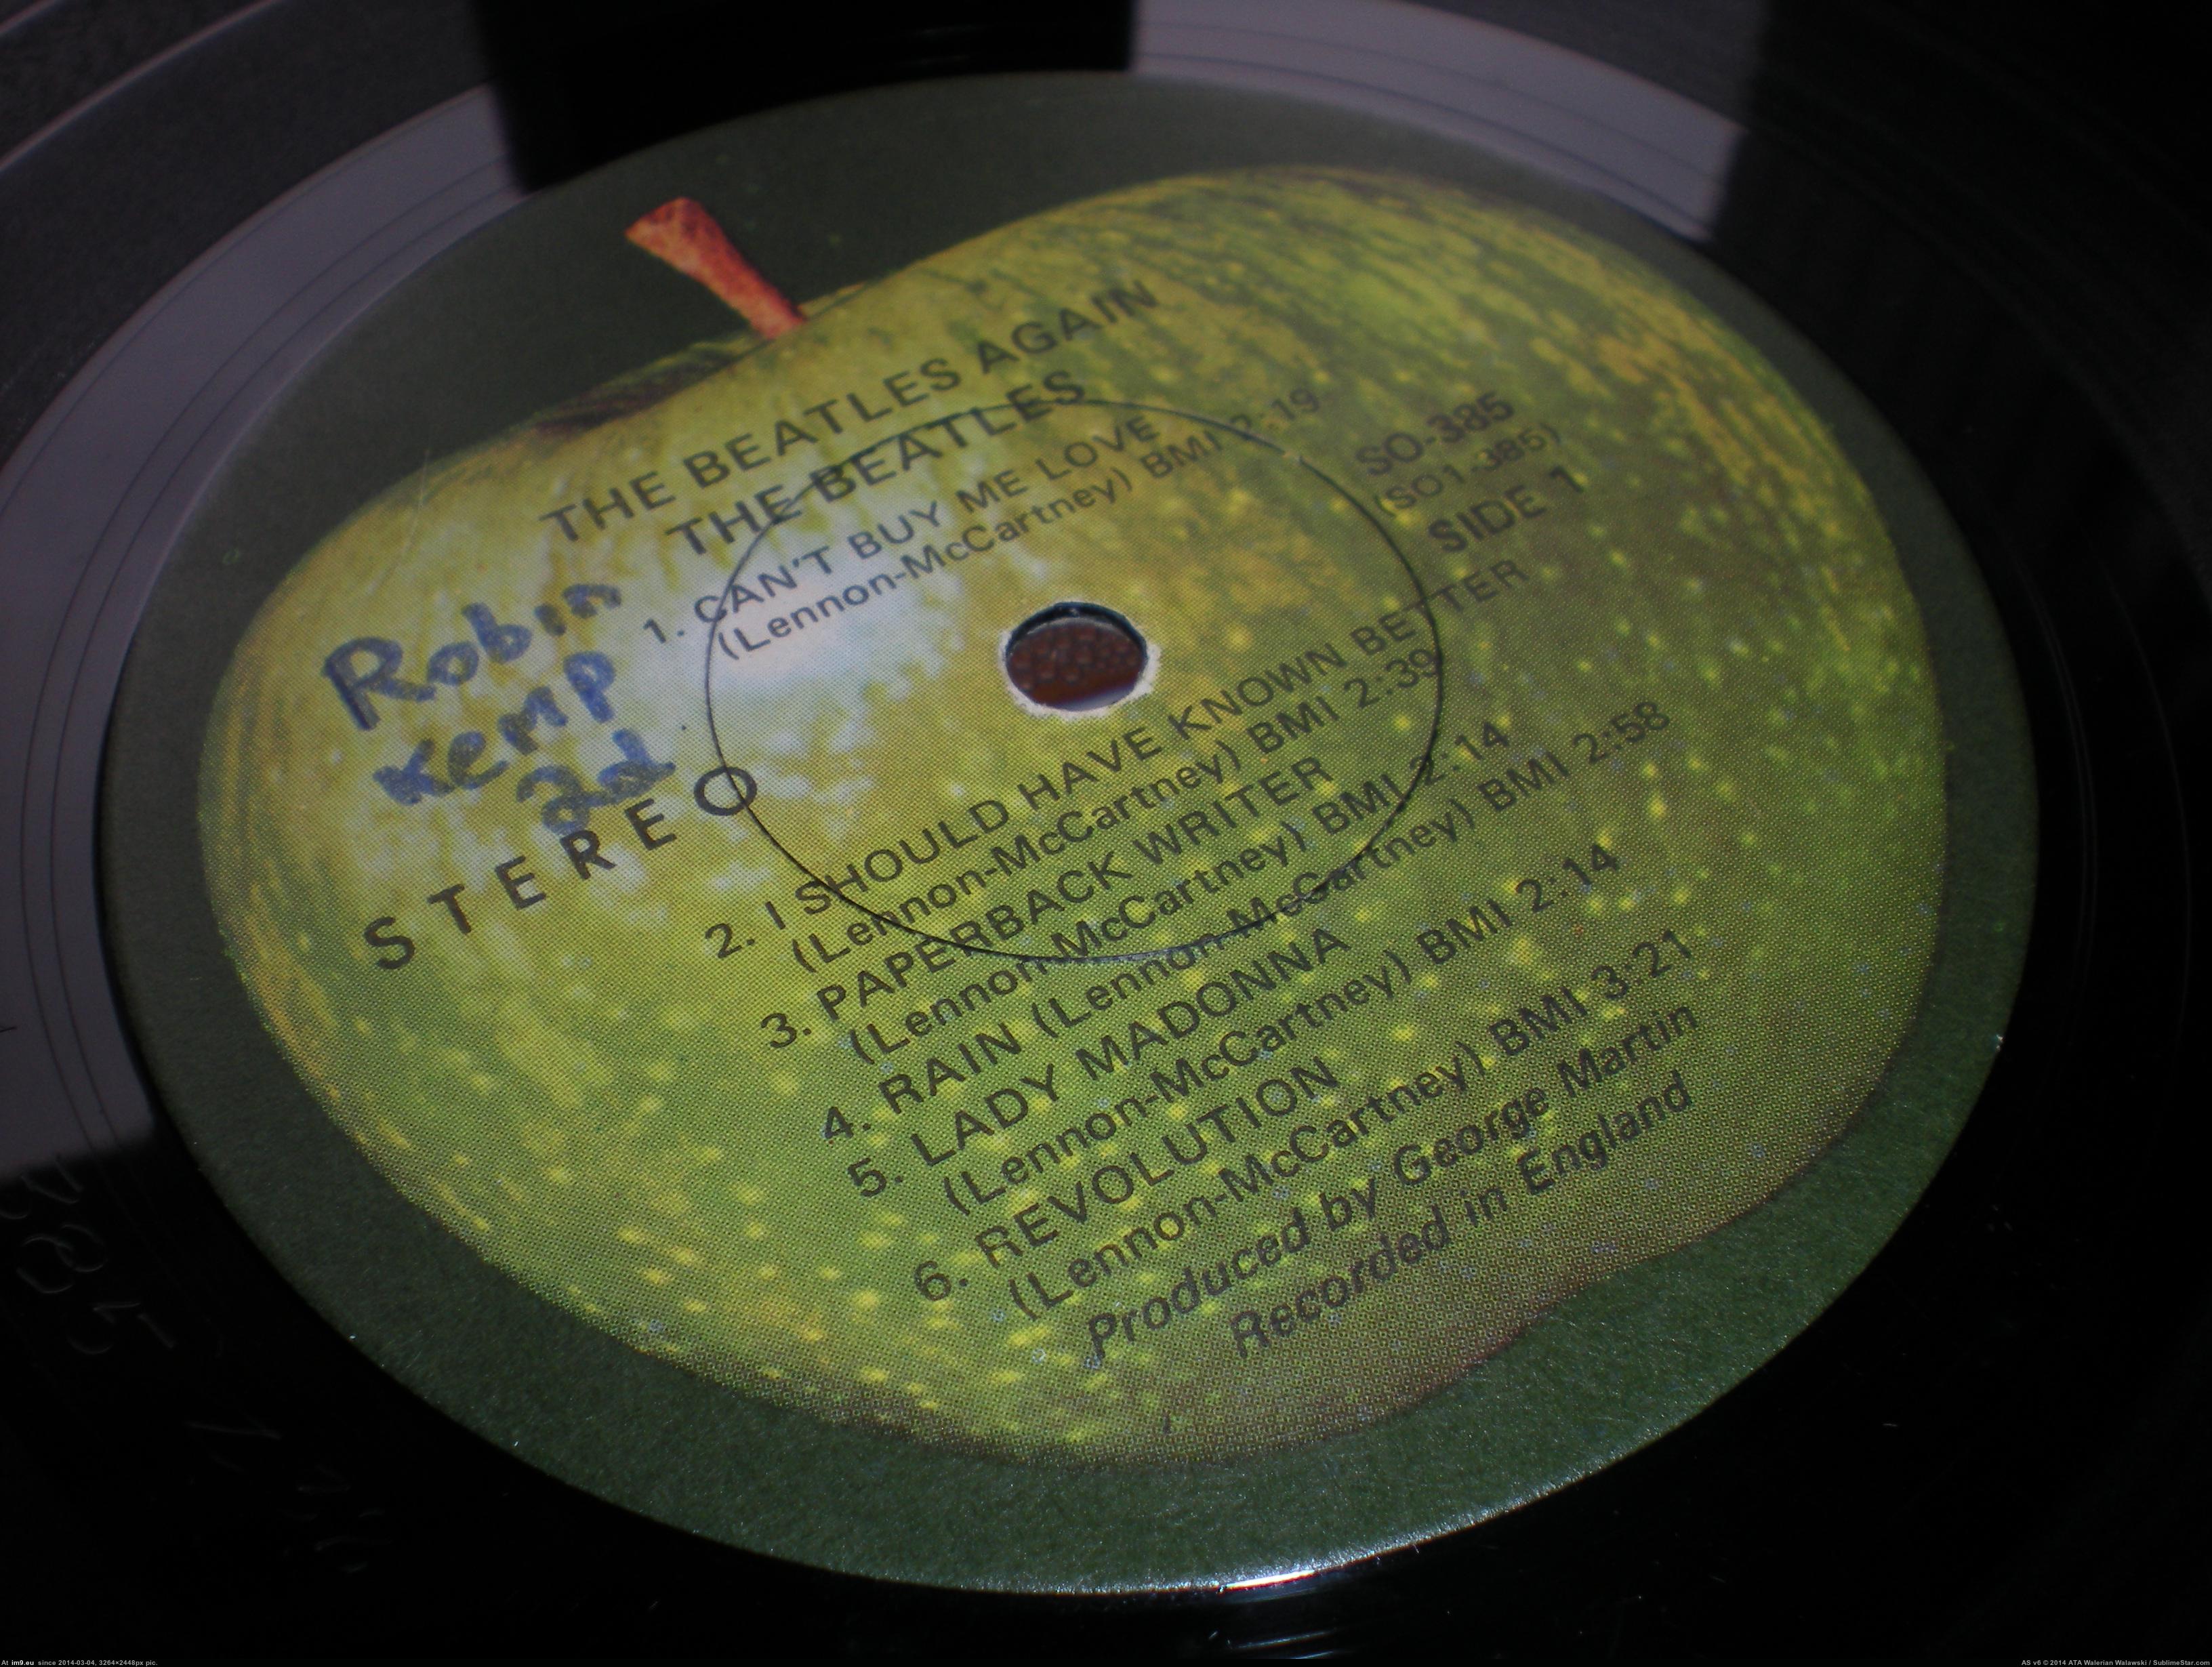 THE BEATLES AGAIN
THE BEATLES
1. CAN'T BUY ME LOVE
(Lennon-McCartney) BMI 2:19
SO-385
(SO1-385)
SIDE 1
Robin
Kemp
2d
STEREO
2. I SHOULD HAVE KNOWN BETTER
(Lennon-McCartney) BMI 2:39
3. PAPERBACK WRITER
(Lennon-McCartney) BMI 2:14
4. RAIN (Lennon-McCartney) BMI 2:58
5. LADY MADONNA
(Lennon-McCartney) BMI 2:14
6. REVOLUTION
(Lennon-McCartney) BMI 3:21
Produced by George Martin
Recorded in England
At im9.eu since 2014-03-04, 3264×2448px pic.
AS v6 © 2014 ATA Walerian Walawski / SublimeStar.com